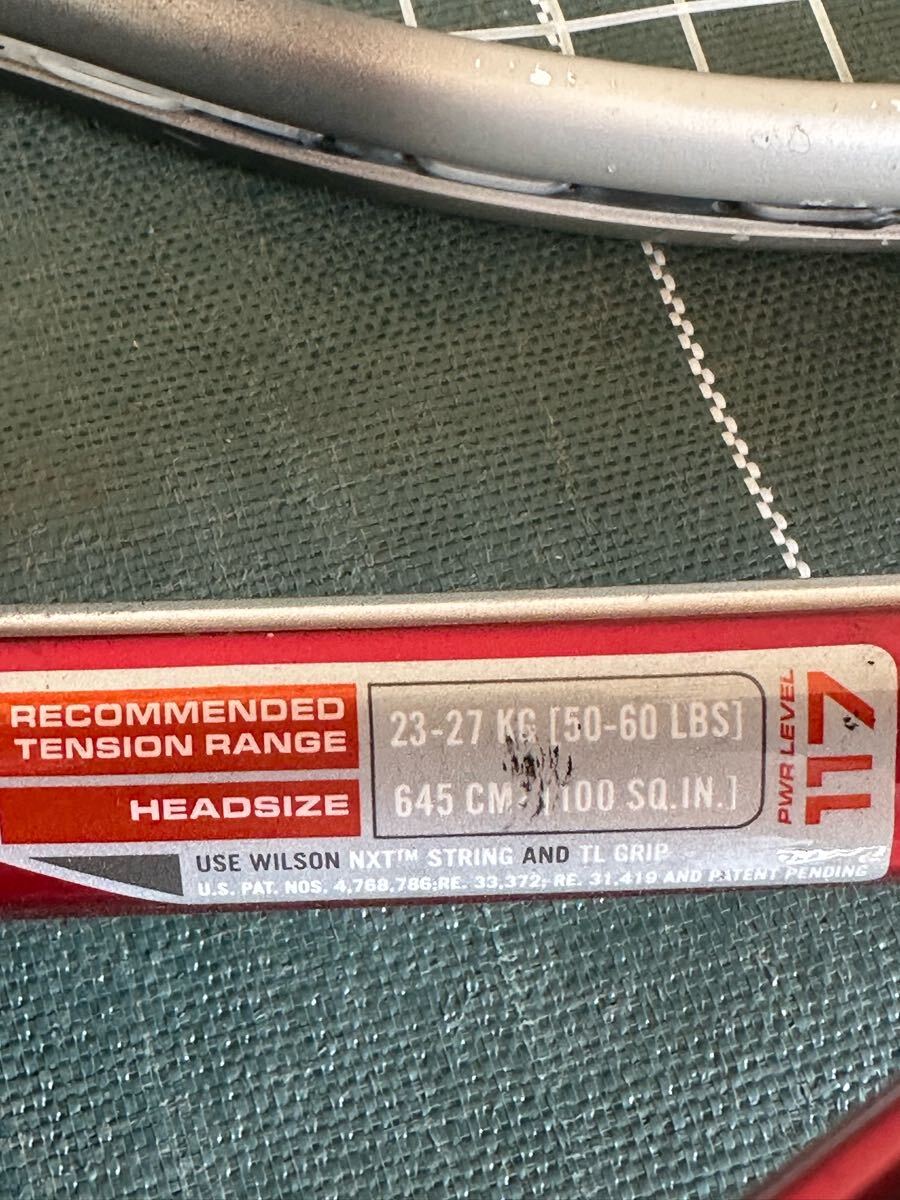 RECOMMENDED
TENSION RANGE
23-27 KG [50-60 LBS]
HEADSIZE
645 CM² [100 SQ.IN.]
USE WILSON NXT™ STRING AND TL GRIP
U.S. PAT. NOS. 4,768,786;RE. 33,372; RE. 31,419 AND PATENT PENDING
PWR LEVEL
117